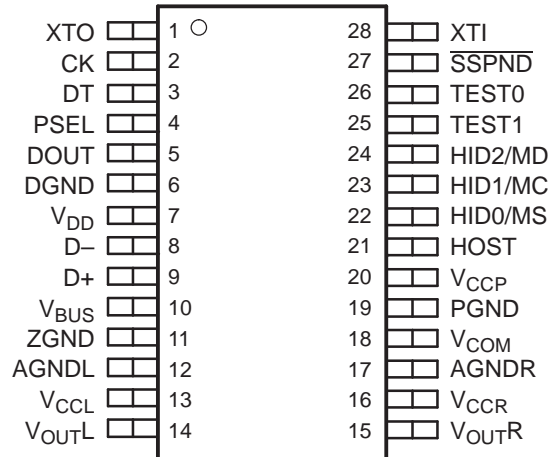 XTO 1 28 XTI
CK 2 27 SSPND
DT 3 26 TEST0
PSEL 4 25 TEST1
DOUT 5 24 HID2/MD
DGND 6 23 HID1/MC
VDD 7 22 HID0/MS
D– 8 21 HOST
D+ 9 20 VCCP
VBUS 10 19 PGND
ZGND 11 18 VCOM
AGNDL 12 17 AGNDR
VCCL 13 16 VCCR
VOUTL 14 15 VOUTR